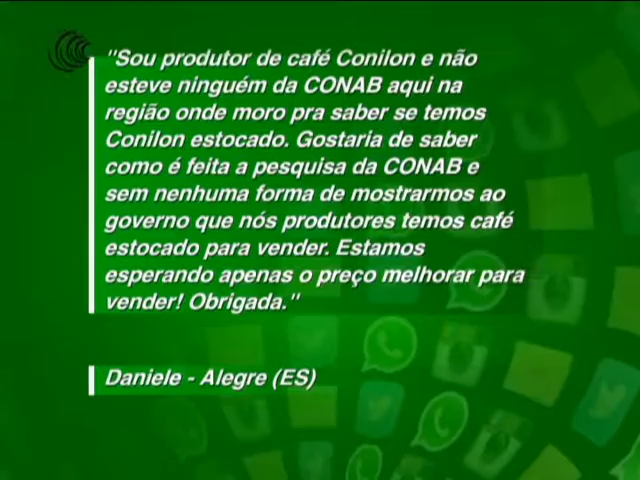 "Sou produtor de café Conilon e não
esteve ninguém da CONAB aqui na
região onde moro pra saber se temos
Conilon estocado. Gostaria de saber
como é feita a pesquisa da CONAB e
sem nenhuma forma de mostrarmos ao
governo que nós produtores temos café
estocado para vender. Estamos
esperando apenas o preço melhorar para
vender! Obrigada."
Daniele - Alegre (ES)